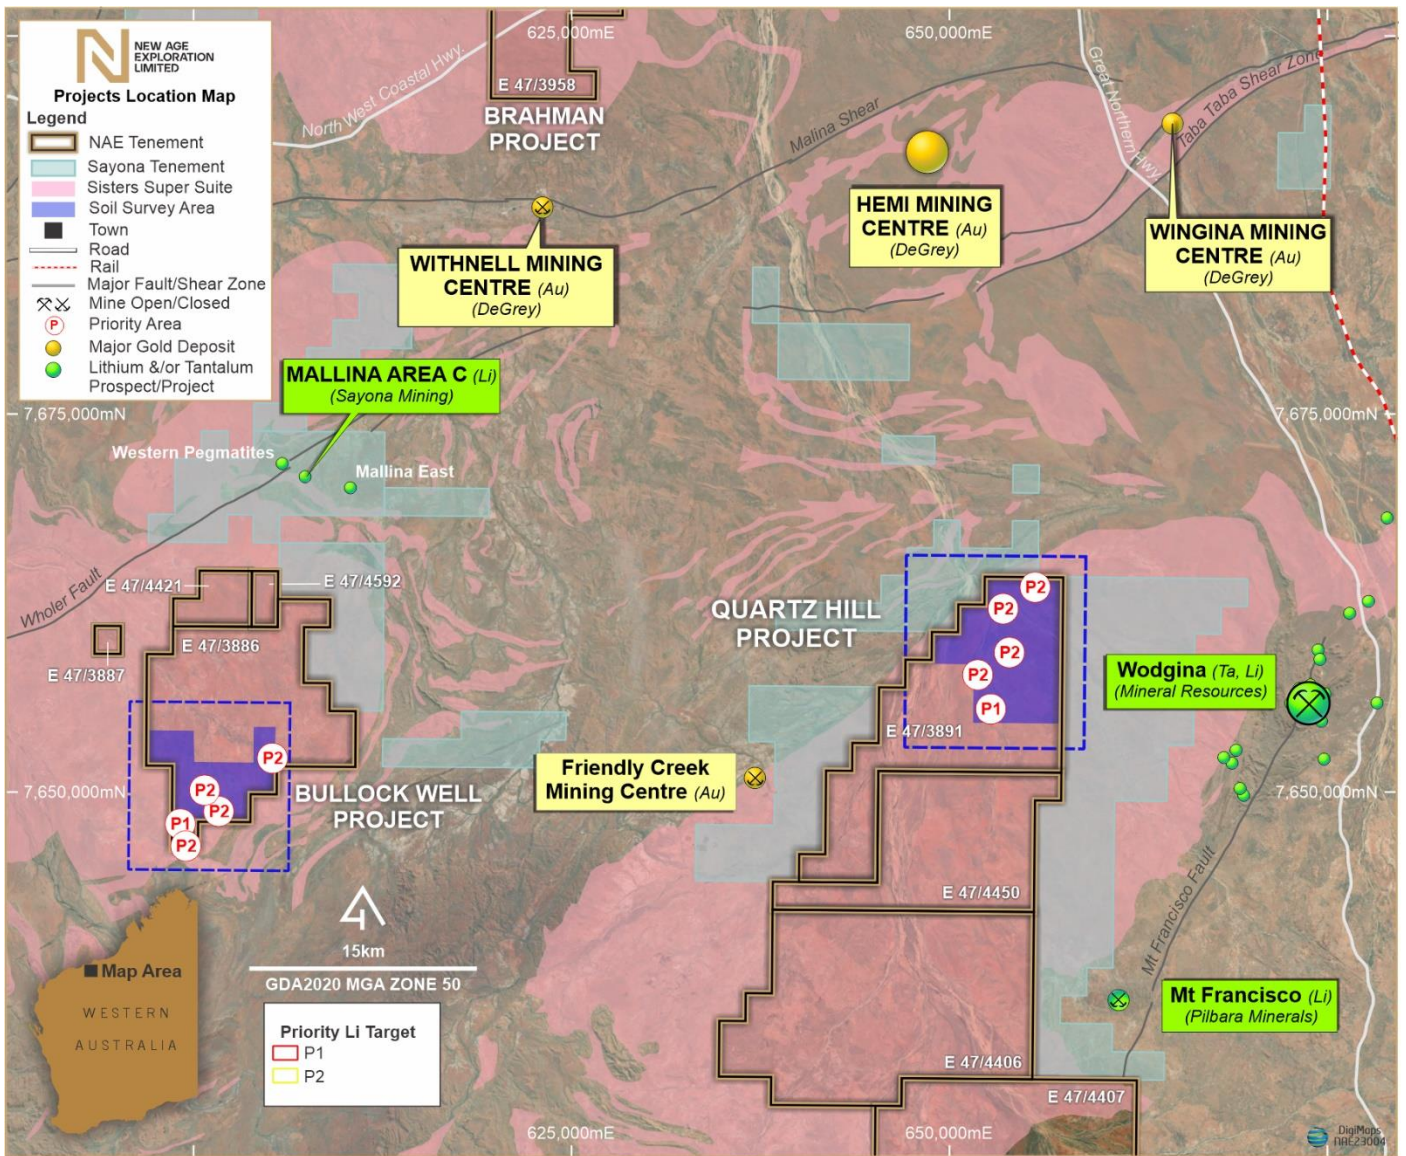 NEW AGE
EXPLORATION
LIMITED
Projects Location Map
Legend
NAE Tenement
Sayona Tenement
Sisters Super Suite
Soil Survey Area
Town
Road
Rail
Major Fault/Shear Zone
Mine Open/Closed
P
Priority Area
Major Gold Deposit
Lithium &/or Tantalum
Prospect/Project
625,000mE
650,000mE
North West Coastal Hwy.
E 47/3958
BRAHMAN
PROJECT
Malina Shear
Great Northern Hwy
Taba Taba Shear Zone
HEMI MINING
CENTRE (Au)
(DeGrey)
WINGINA MINING
CENTRE (Au)
(DeGrey)
WITHNELL MINING
CENTRE (Au)
(DeGrey)
MALLINA AREA C (Li)
(Sayona Mining)
7,675,000mN
7,675,000mN
Western Pegmatites
Mallina East
Wholer Fault
E 47/4421
E 47/4592
E 47/3886
E 47/3887
QUARTZ HILL
PROJECT
P2
P2
P2
P2
P1
E 47/3891
Wodgina (Ta, Li)
(Mineral Resources)
P2
P2
P2
P1
P2
BULLOCK WELL
PROJECT
Friendly Creek
Mining Centre (Au)
7,650,000mN
7,650,000mN
E 47/4450
Mt Francisco Fault
Map Area
WESTERN
AUSTRALIA
15km
GDA2020 MGA ZONE 50
Priority Li Target
P1
P2
Mt Francisco (Li)
(Pilbara Minerals)
E 47/4406
E 47/4407
625,000mE
650,000mE
DigiMaps
NAE23004